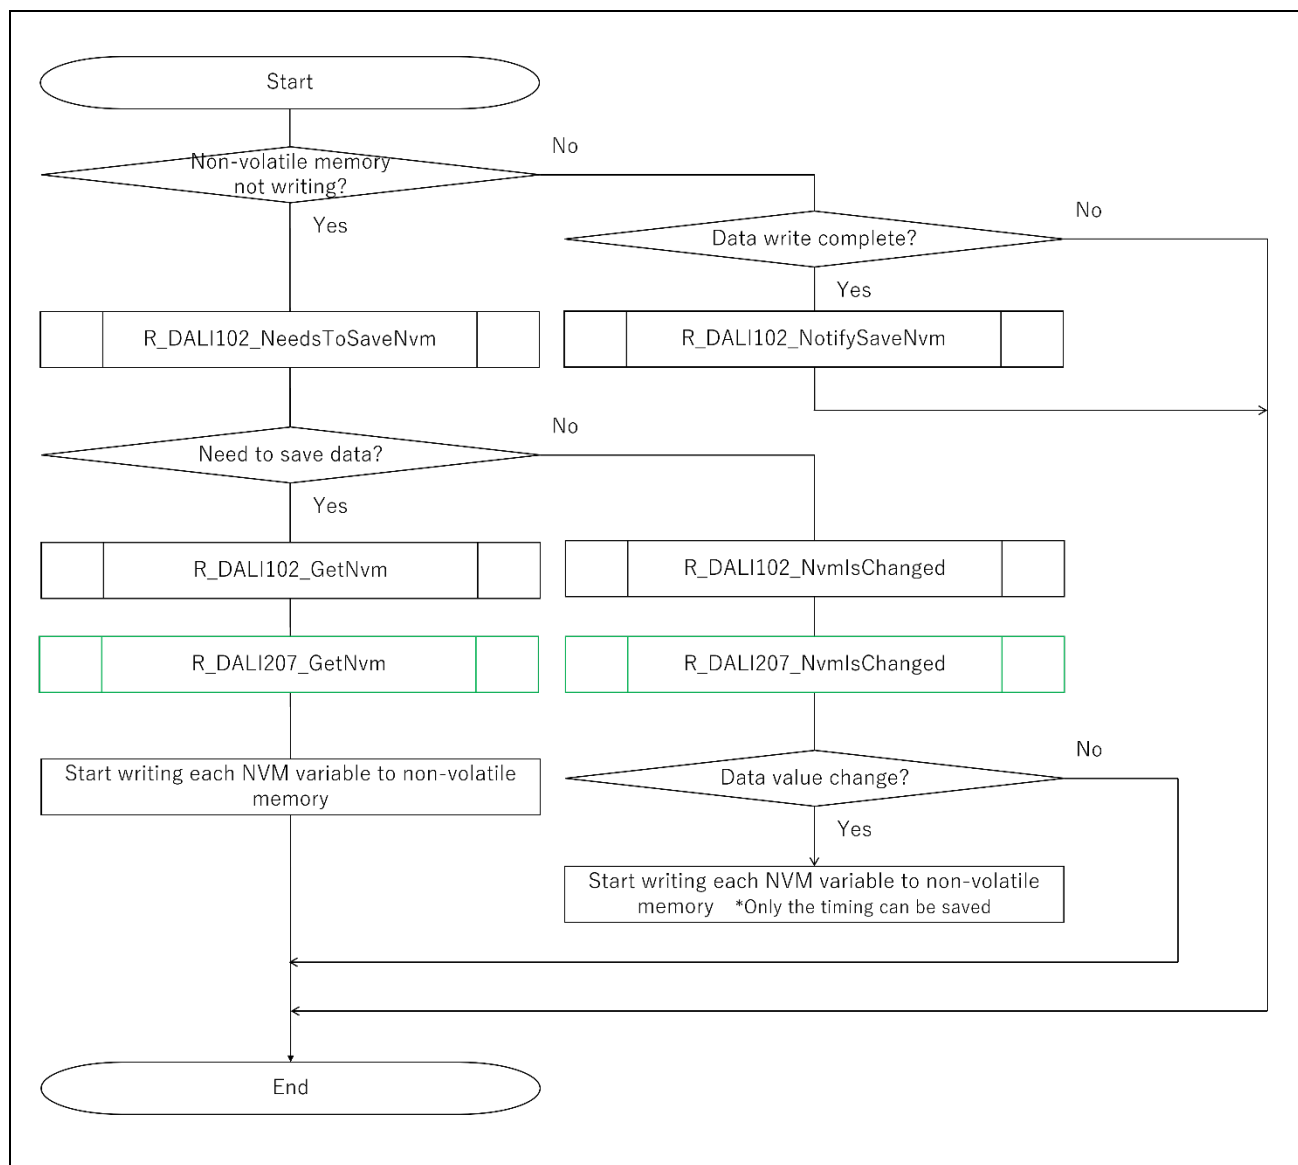 Start
Non-volatile memory
not writing?
No
Yes
Data write complete?
No
Yes
R_DALI102_NeedsToSaveNvm
R_DALI102_NotifySaveNvm
Need to save data?
No
Yes
R_DALI102_GetNvm
R_DALI102_NvmIsChanged
R_DALI207_GetNvm
R_DALI207_NvmIsChanged
Start writing each NVM variable to non-volatile
memory
Data value change?
No
Yes
Start writing each NVM variable to non-volatile
memory *Only the timing can be saved
End